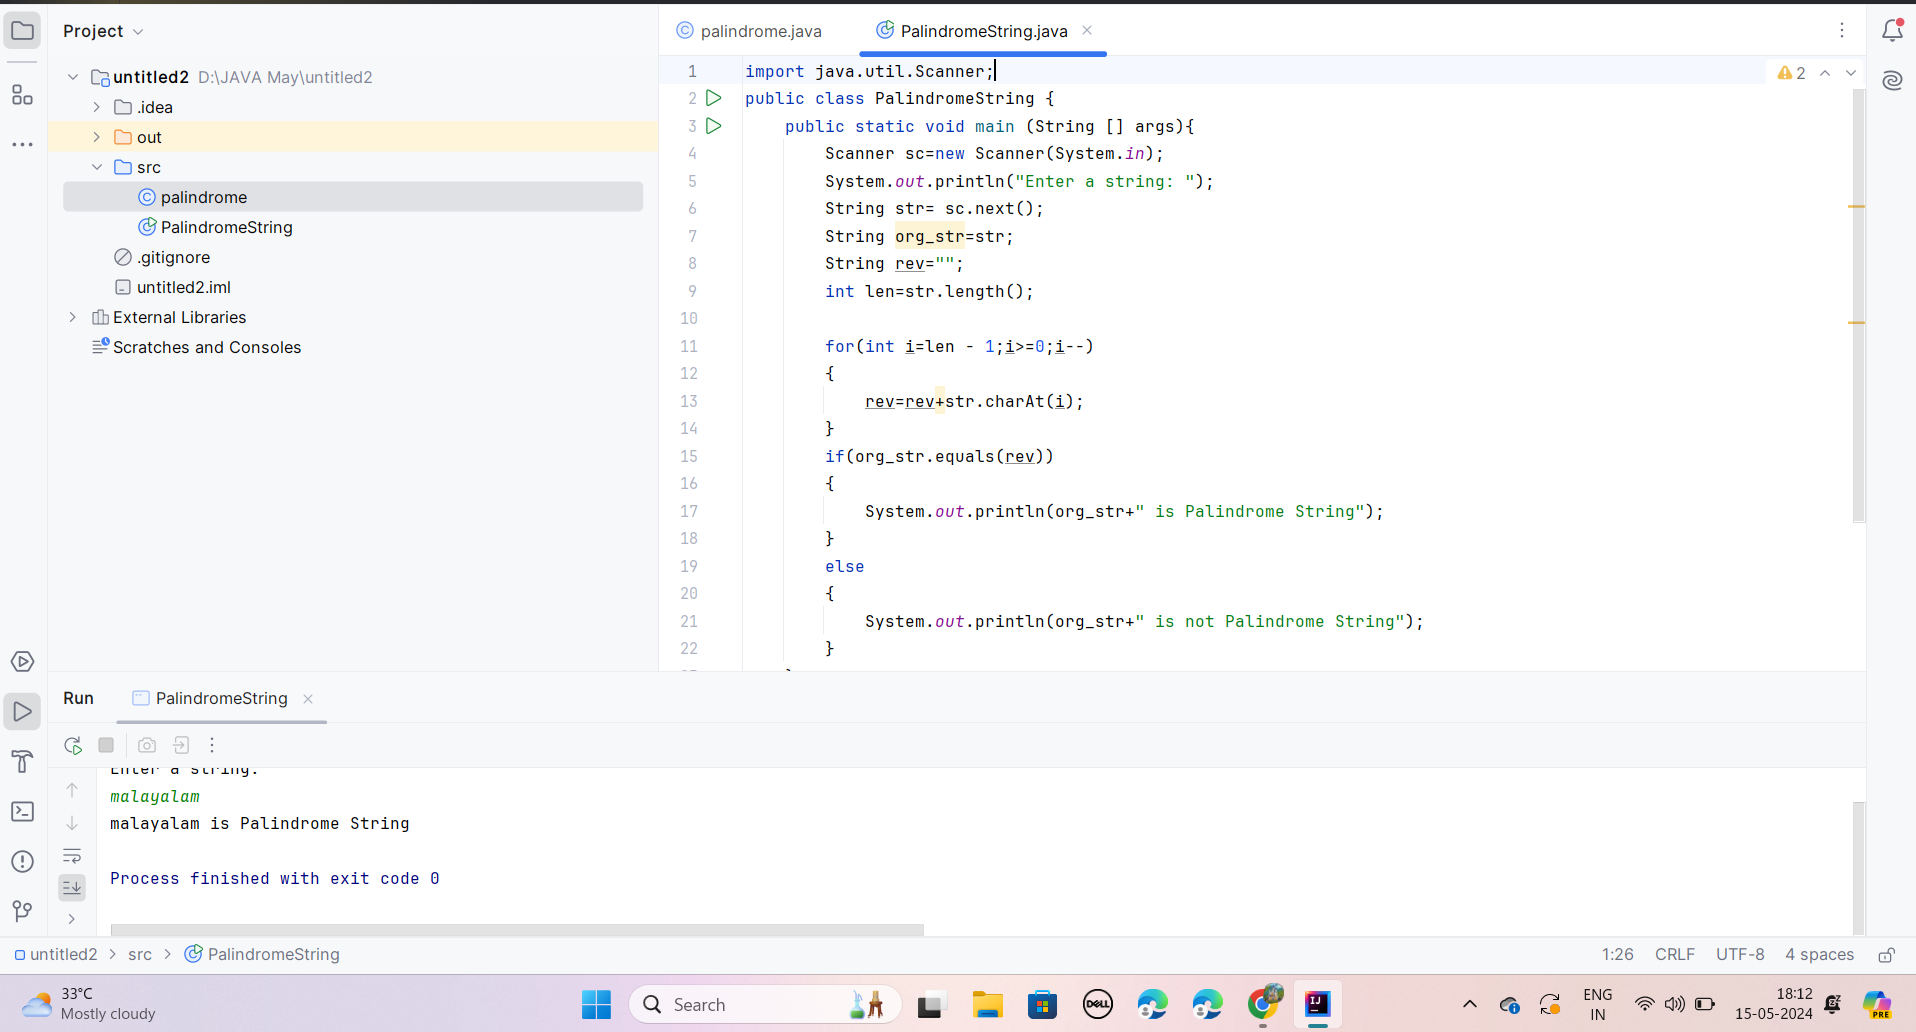 Project
palindrome.java
PalindromeString.java
untitled2 D:\JAVA May\untitled2
.idea
out
src
palindrome
PalindromeString
.gitignore
untitled2.iml
External Libraries
Scratches and Consoles
2
1 import java.util.Scanner;
2 public class PalindromeString {
3 public static void main (String [] args){
4 Scanner sc=new Scanner(System.in);
5 System.out.println("Enter a string: ");
6 String str= sc.next();
7 String org_str=str;
8 String rev="";
9 int len=str.length();
10
11 for(int i=len - 1;i>=0;i--)
12 {
13 rev=rev+str.charAt(i);
14 }
15 if(org_str.equals(rev))
16 {
17 System.out.println(org_str+" is Palindrome String");
18 }
19 else
20 {
21 System.out.println(org_str+" is not Palindrome String");
22 }
Run PalindromeString
Enter a string:
malayalam
malayalam is Palindrome String
Process finished with exit code 0
untitled2 > src > PalindromeString
1:26 CRLF UTF-8 4 spaces
33°C
Mostly cloudy
Search
DELL
IJ
ENG
IN
18:12
15-05-2024
PRE